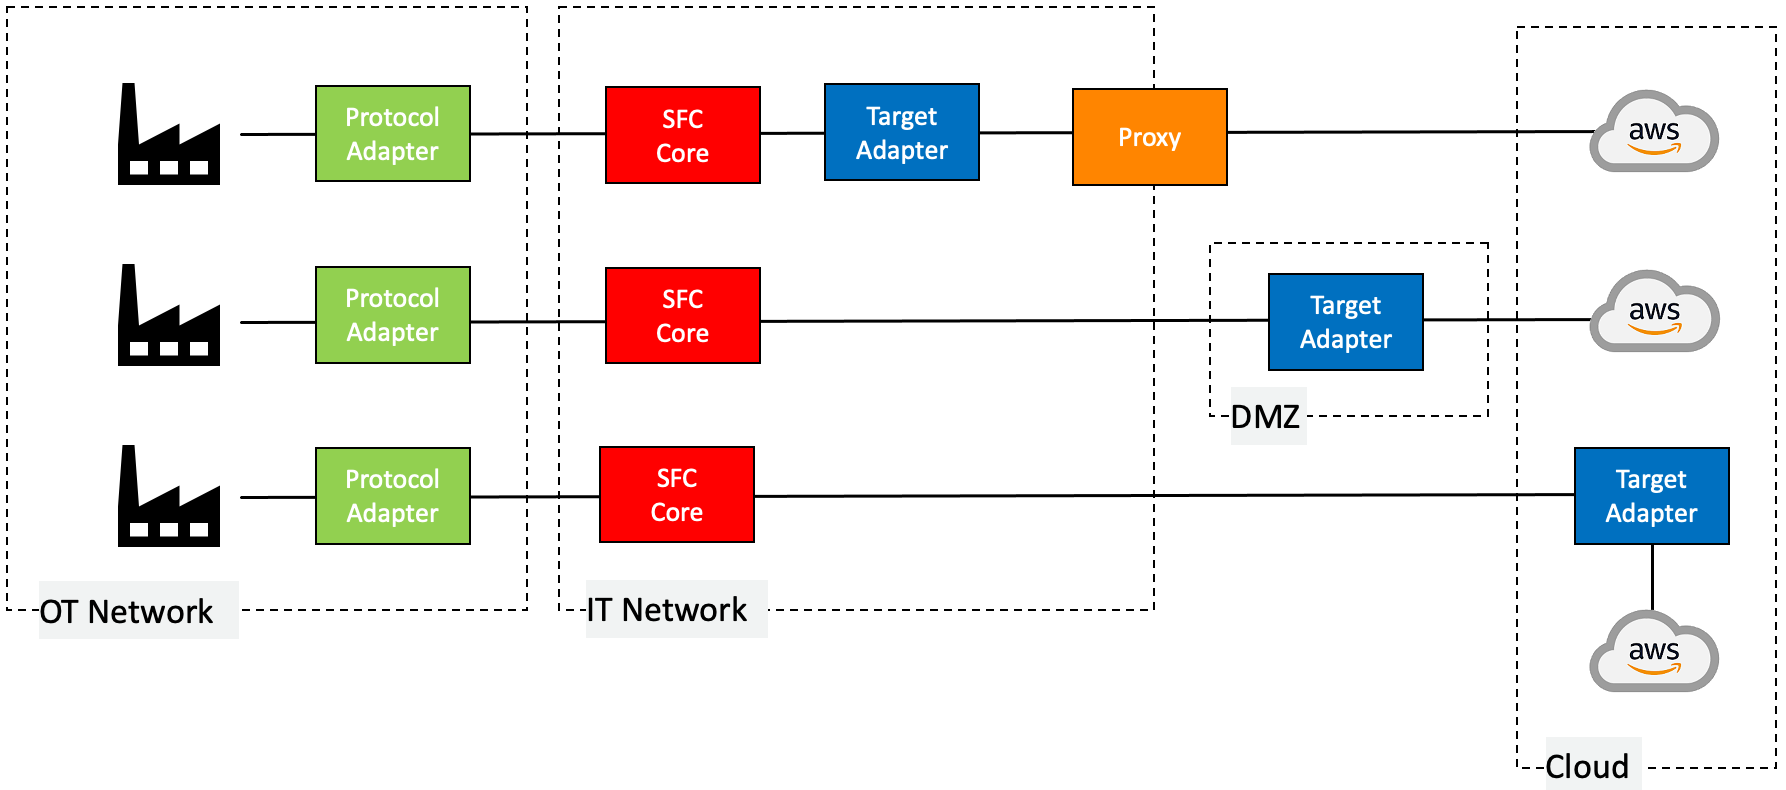 Protocol
Adapter
SFC
Core
Target
Adapter
Proxy
aws
Protocol
Adapter
SFC
Core
Target
Adapter
aws
DMZ
Protocol
Adapter
SFC
Core
Target
Adapter
OT Network
IT Network
aws
Cloud